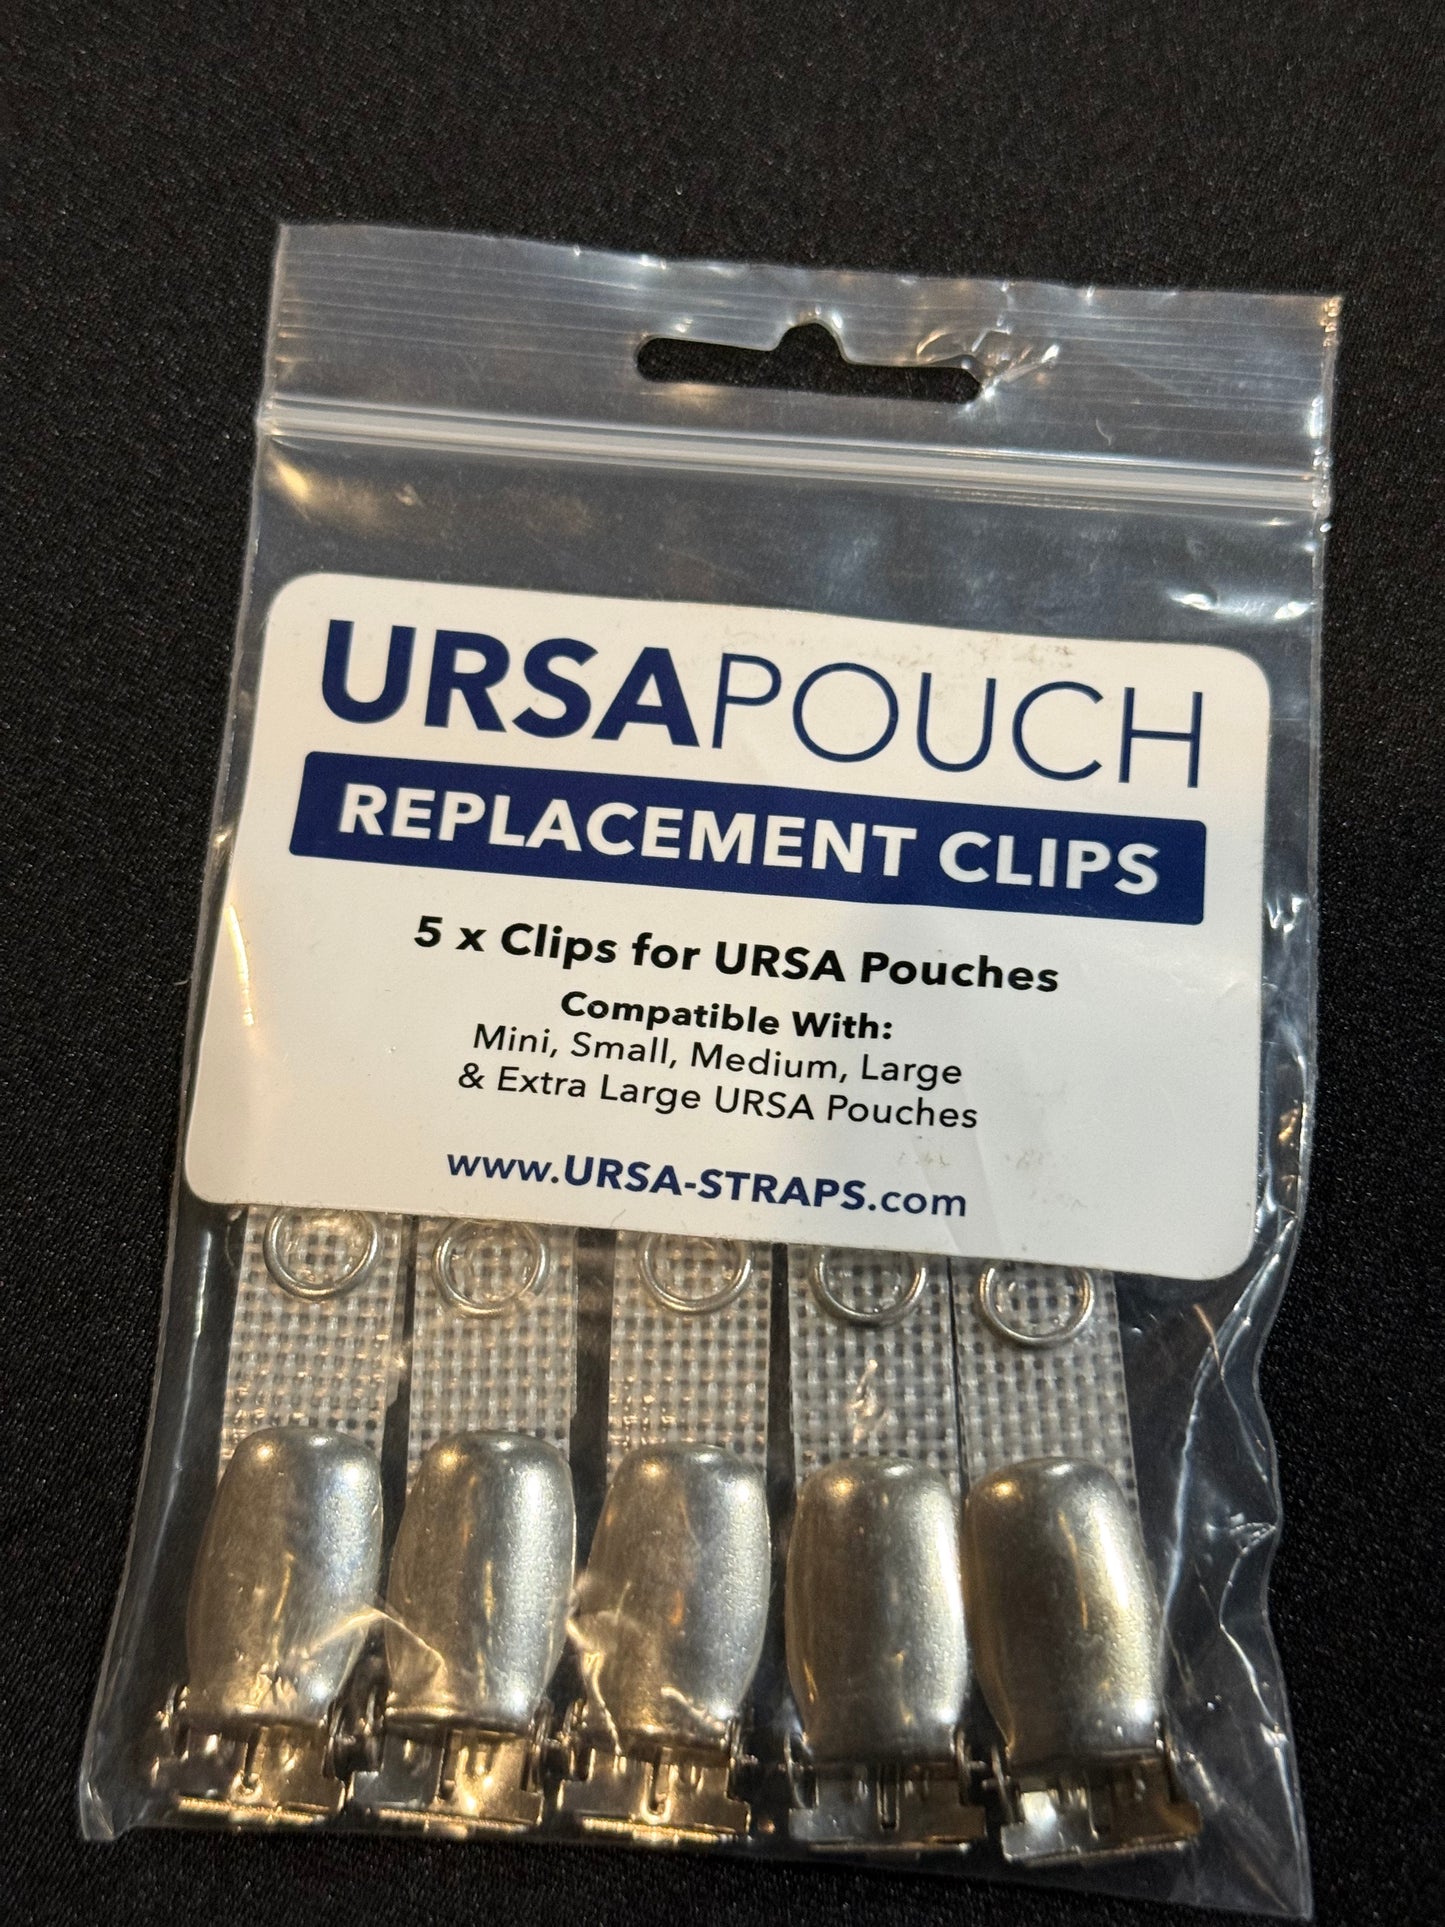 URSAPOUCH
REPLACEMENT CLIPS
5 x Clips for URSA Pouches
Compatible With:
Mini, Small, Medium, Large
& Extra Large URSA Pouches
www.URSA-STRAPS.com